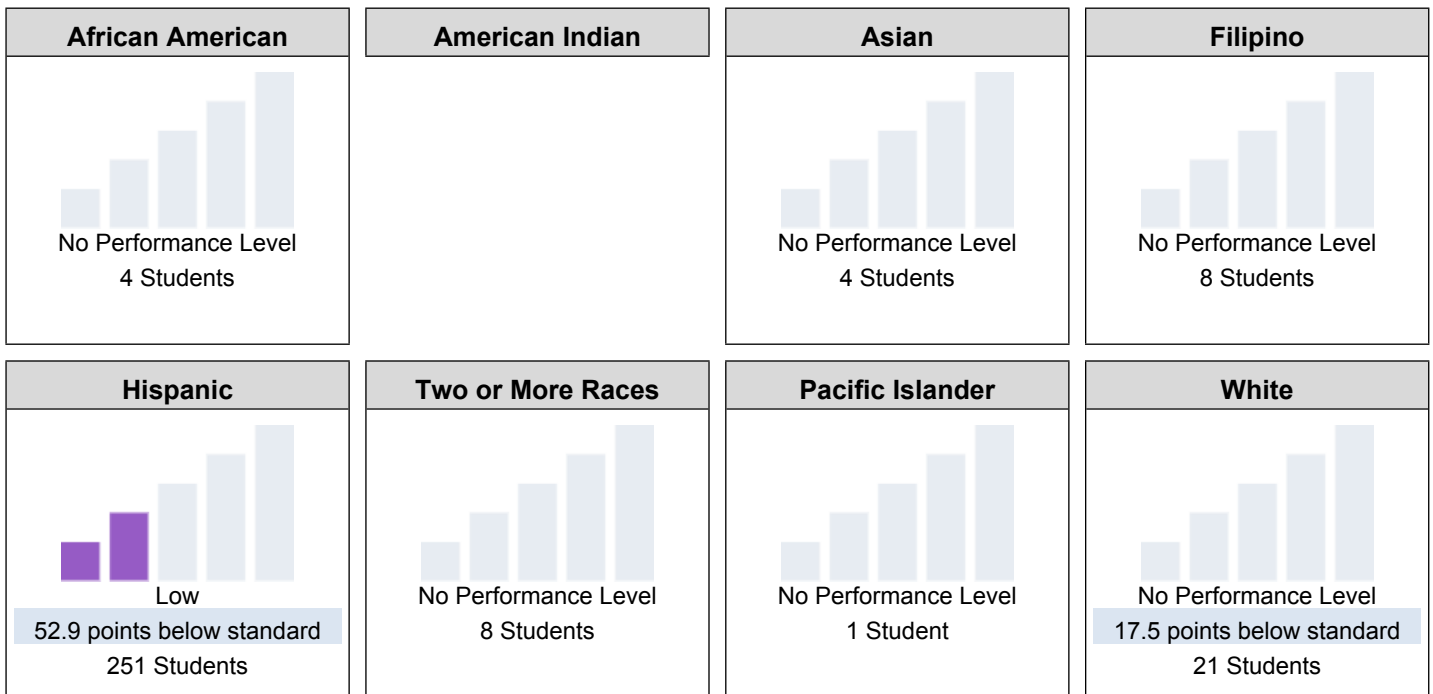 African American
No Performance Level
4 Students
American Indian
Asian
No Performance Level
4 Students
Filipino
No Performance Level
8 Students
Hispanic
Low
52.9 points below standard
251 Students
Two or More Races
No Performance Level
8 Students
Pacific Islander
No Performance Level
1 Student
White
No Performance Level
17.5 points below standard
21 Students